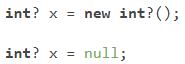 int? x = new int?();
int? x = null;